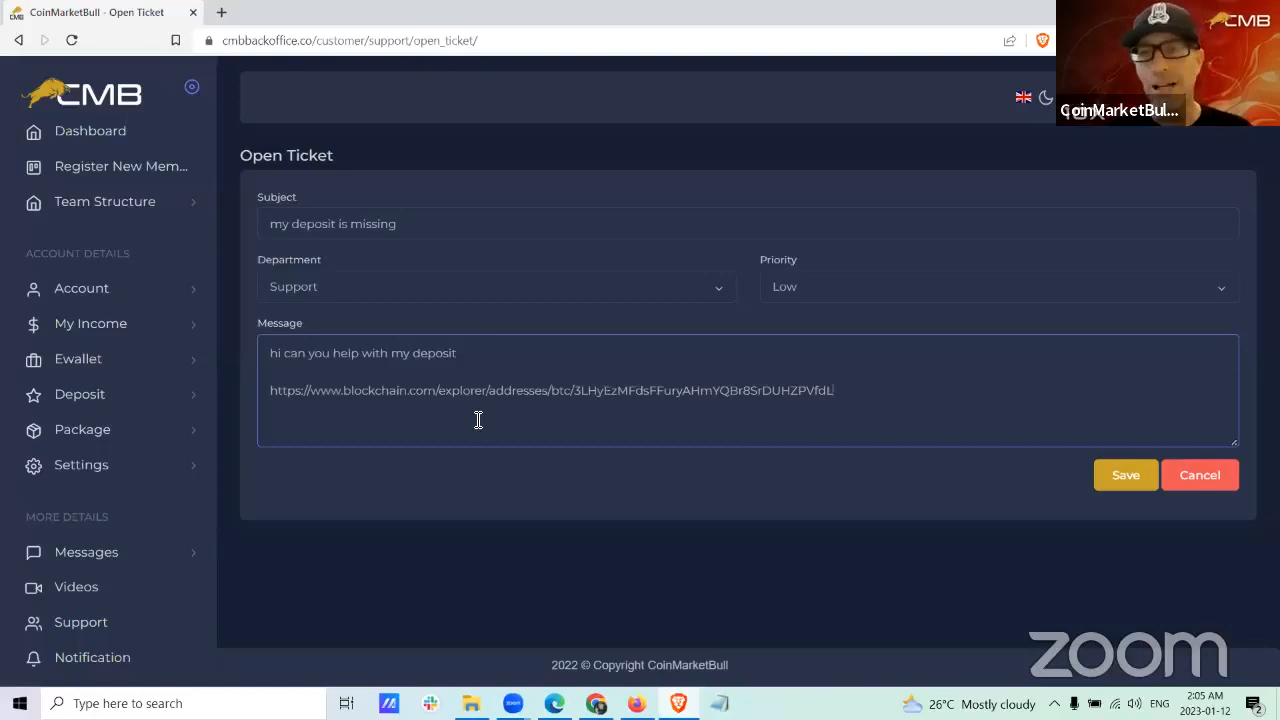 CoinMarketBull - Open Ticket
cmbbackoffice.co/customer/support/open_ticket/
CMB
CMB
CoinMarketBul...
Dashboard
Register New Mem...
Team Structure
ACCOUNT DETAILS
Account
My Income
Ewallet
Deposit
Package
Settings
MORE DETAILS
Messages
Videos
Support
Notification
Open Ticket
Subject
my deposit is missing
Department
Priority
Support
Low
Message
hi can you help with my deposit
https://www.blockchain.com/explorer/addresses/btc/3LHyEzMFdsFFuryAHmYQBr8SrDUHZPVfdL
Save
Cancel
2022 © Copyright CoinMarketBull
zoom
Type here to search
zoom
26°C Mostly cloudy
ENG
2:05 AM
2023-01-12
2